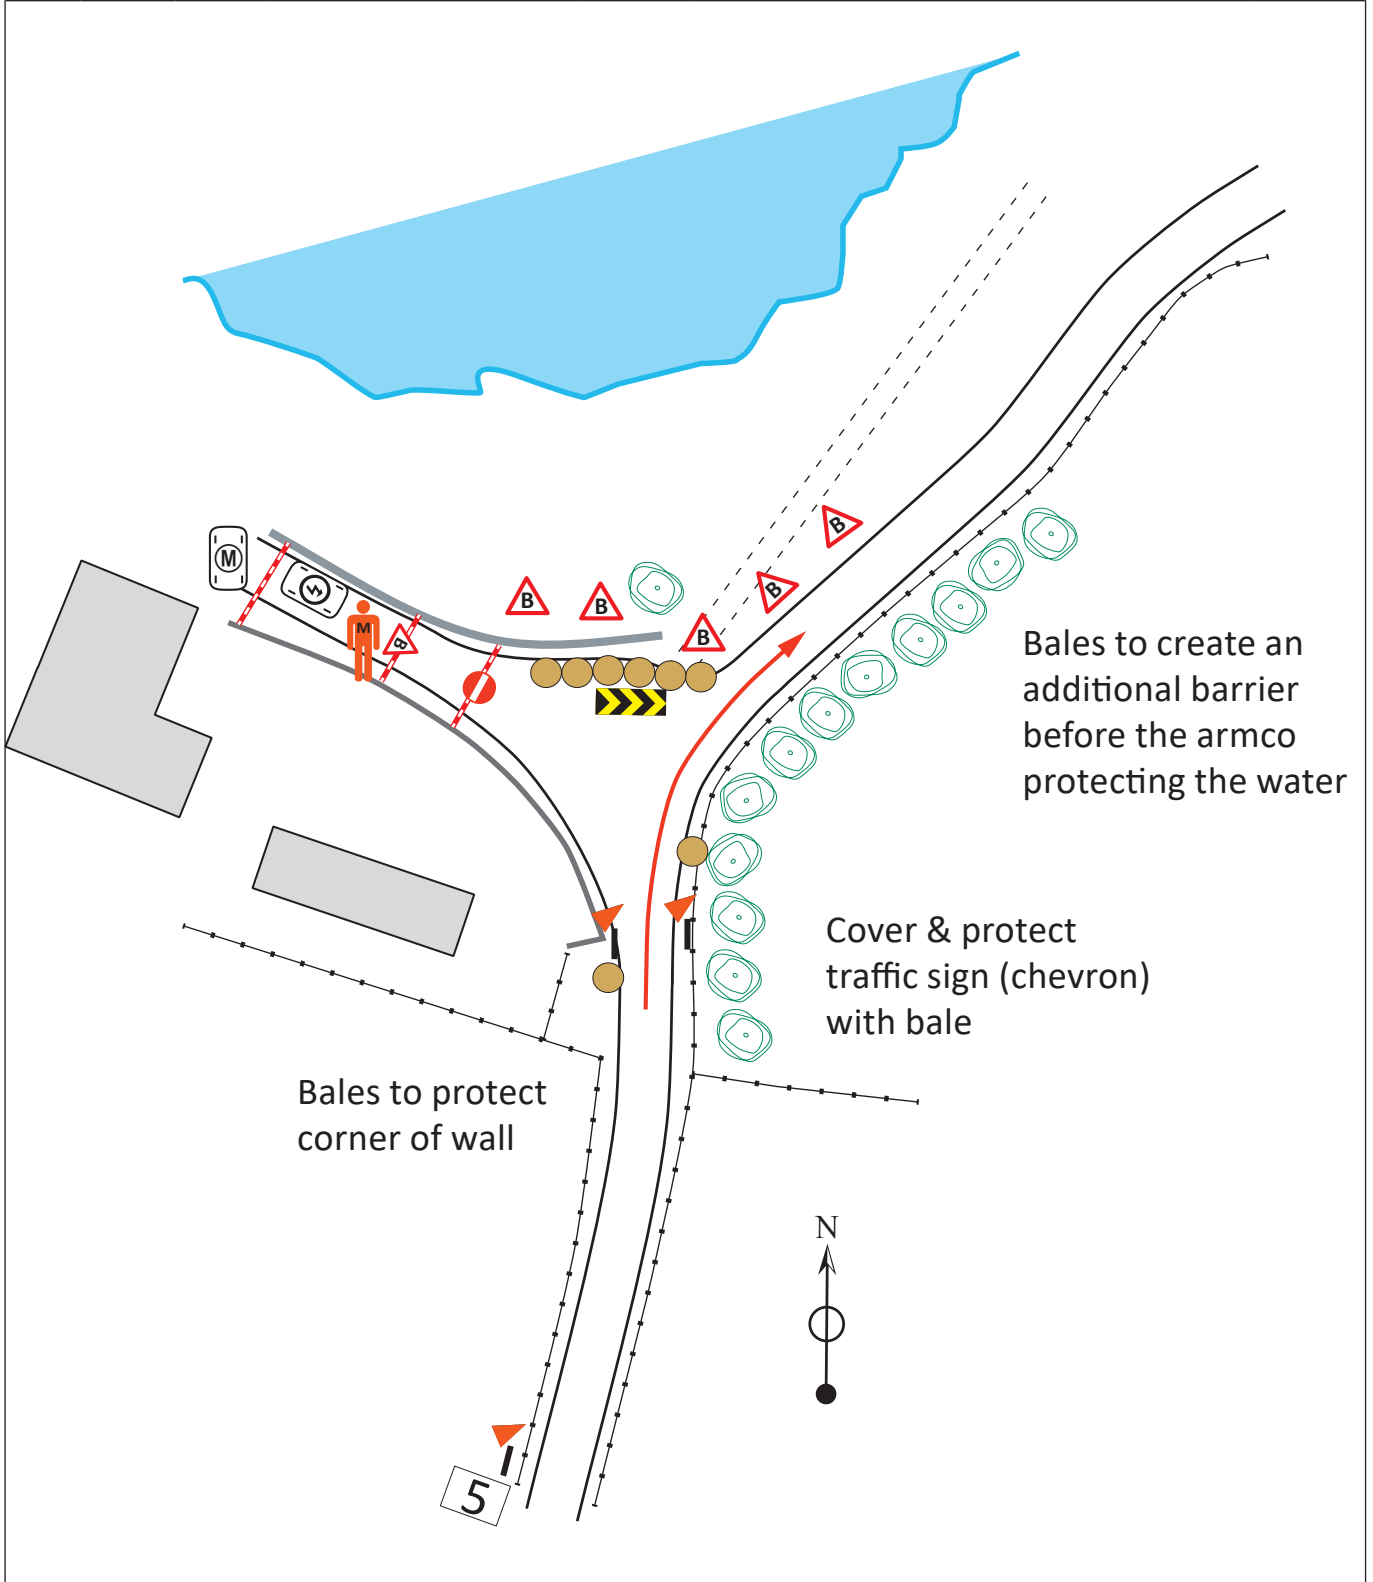 M
M
B
B
B
B
B
B
Bales to create an
additional barrier
before the armco
protecting the water
Cover & protect
traffic sign (chevron)
with bale
Bales to protect
corner of wall
N
5